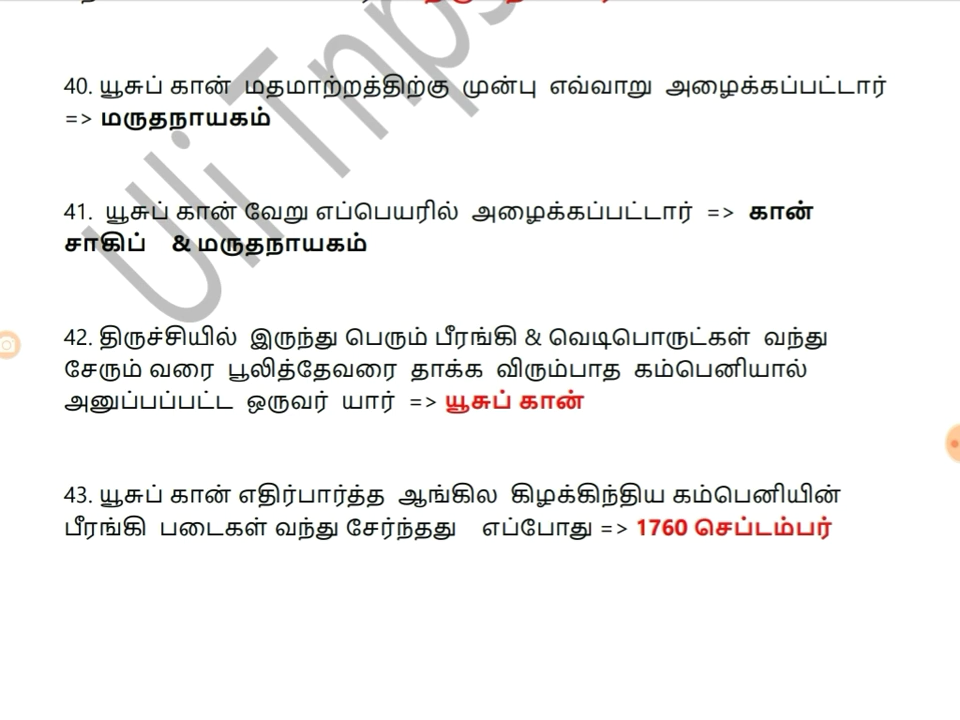 40. யூசுப் கான் மதமாற்றத்திற்கு முன்பு எவ்வாறு அழைக்கப்பட்டார்
=> மருதநாயகம்
41. யூசுப் கான் வேறு எப்பெயரில் அழைக்கப்பட்டார் => கான்
சாகிப் & மருதநாயகம்
42. திருச்சியில் இருந்து பெரும் பீரங்கி & வெடிபொருட்கள் வந்து
சேரும் வரை பூலித்தேவரை தாக்க விரும்பாத கம்பெனியால்
அனுப்பப்பட்ட ஒருவர் யார் => யூசுப் கான்
43. யூசுப் கான் எதிர்பார்த்த ஆங்கில கிழக்கிந்திய கம்பெனியின்
பீரங்கி படைகள் வந்து சேர்ந்தது எப்போது => 1760 செப்டம்பர்
Uli Tnps